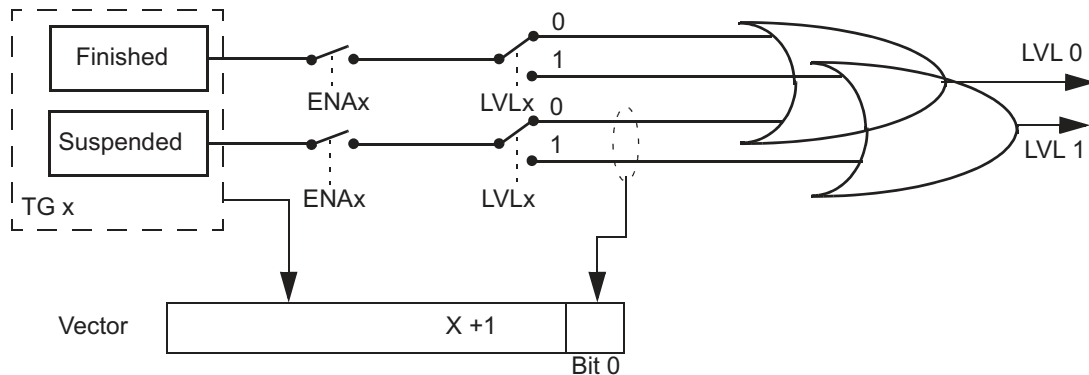 Finished
0
1
ENAx
LVLx
LVL 0
Suspended
0
1
ENAx
LVLx
LVL 1
TG x
Vector
X +1
Bit 0